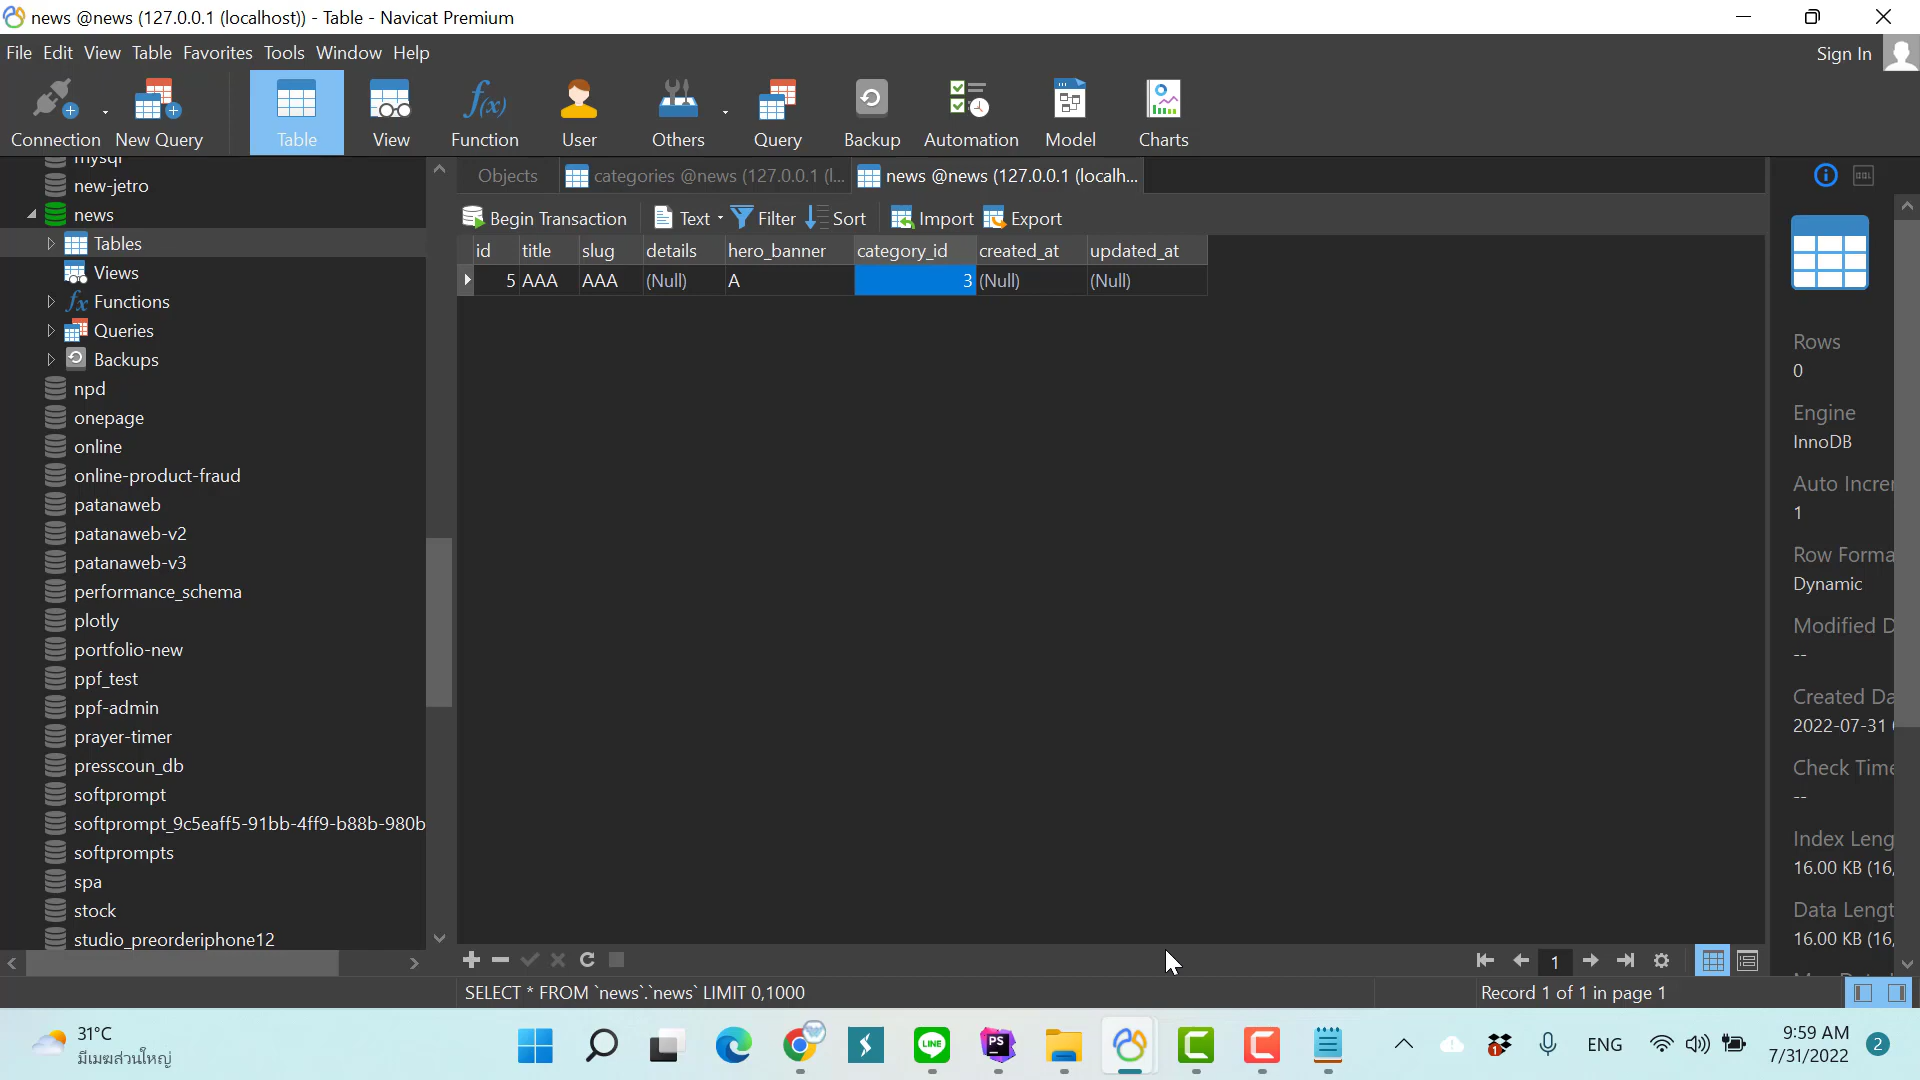 news @news (127.0.0.1 (localhost)) - Table - Navicat Premium
File Edit View Table Favorites Tools Window Help
Sign In
Connection New Query Table View Function User Others Query Backup Automation Model Charts
mysql
new-jetro
news
Tables
Views
Functions
Queries
Backups
npd
onepage
online
online-product-fraud
patanaweb
patanaweb-v2
patanaweb-v3
performance_schema
plotly
portfolio-new
ppf_test
ppf-admin
prayer-timer
presscoun_db
softprompt
softprompt_9c5eaff5-91bb-4ff9-b88b-980b
softprompts
spa
stock
studio_preorderiphone12
Objects categories @news (127.0.0.1 (l... news @news (127.0.0.1 (localh...
Begin Transaction Text Filter Sort Import Export
id title slug details hero_banner category_id created_at updated_at
5 AAA AAA (Null) A 3 (Null) (Null)
Rows
0
Engine
InnoDB
Auto Increr
1
Row Forma
Dynamic
Modified D
--
Created Da
2022-07-31
Check Time
--
Index Leng
16.00 KB (16,
Data Lengt
16.00 KB (16,
1
SELECT * FROM `news`.`news` LIMIT 0,1000
Record 1 of 1 in page 1
31°C
มีเมฆส่วนใหญ่
LINE
PS
1
ENG
9:59 AM
7/31/2022
2